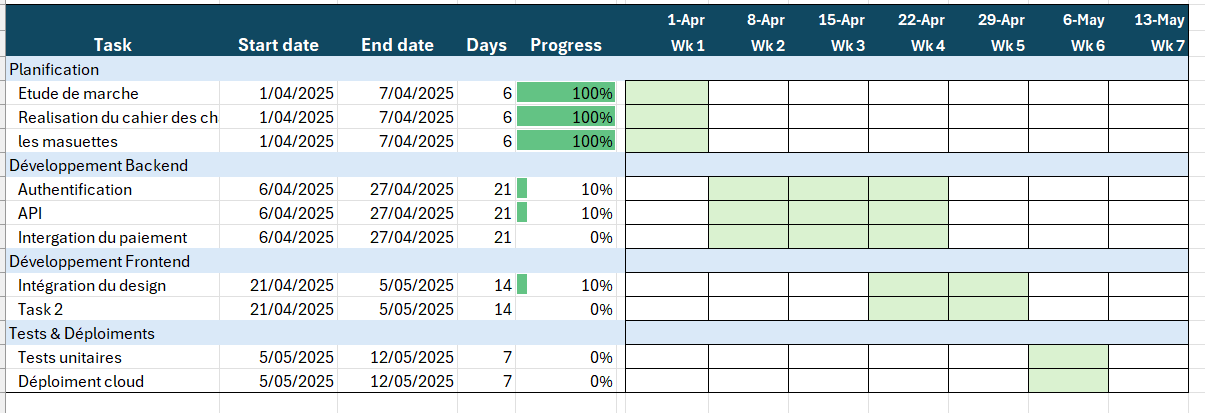 1-Apr 8-Apr 15-Apr 22-Apr 29-Apr 6-May 13-May
Task Start date End date Days Progress Wk 1 Wk 2 Wk 3 Wk 4 Wk 5 Wk 6 Wk 7
Planification
Etude de marche 1/04/2025 7/04/2025 6 100%
Realisation du cahier des ch 1/04/2025 7/04/2025 6 100%
les masuettes 1/04/2025 7/04/2025 6 100%
Développement Backend
Authentification 6/04/2025 27/04/2025 21 10%
API 6/04/2025 27/04/2025 21 10%
Intergation du paiement 6/04/2025 27/04/2025 21 0%
Développement Frontend
Intégration du design 21/04/2025 5/05/2025 14 10%
Task 2 21/04/2025 5/05/2025 14 0%
Tests & Déploiments
Tests unitaires 5/05/2025 12/05/2025 7 0%
Déploiment cloud 5/05/2025 12/05/2025 7 0%